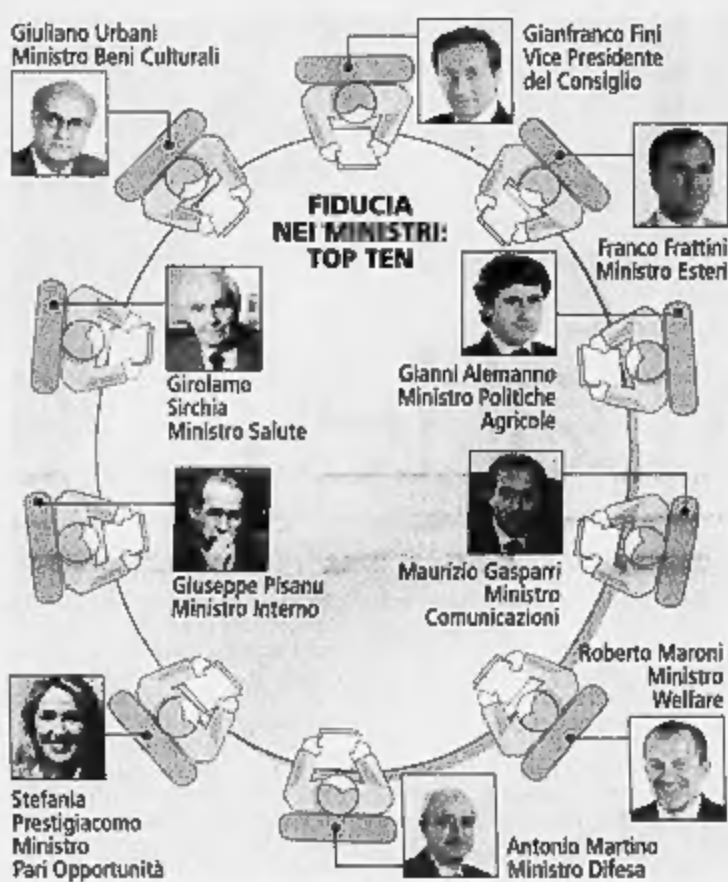 Giuliano Urbani
Ministro Beni Culturali
Gianfranco Fini
Vice Presidente
del Consiglio
FIDUCIA
NEI MINISTRI:
TOP TEN
Franco Frattini
Ministro Esteri
Girolamo
Sirchia
Ministro Salute
Gianni Alemanno
Ministro Politiche
Agricole
Giuseppe Pisanu
Ministro Interno
Maurizio Gasparri
Ministro
Comunicazioni
Roberto Maroni
Ministro
Welfare
Stefania
Prestigiacomo
Ministro
Pari Opportunità
Antonio Martino
Ministro Difesa